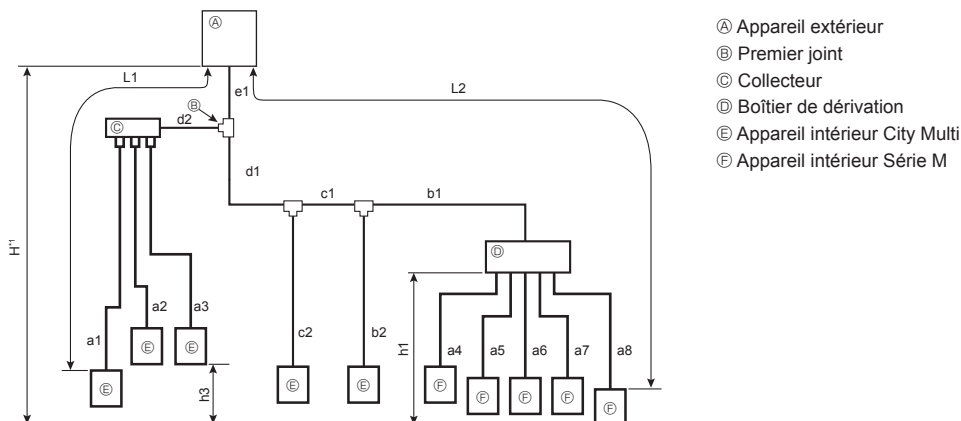 Ⓐ
Ⓐ Appareil extérieur
Ⓑ Premier joint
Ⓒ Collecteur
Ⓓ Boîtier de dérivation
Ⓔ Appareil intérieur City Multi
Ⓕ Appareil intérieur Série M
L1
L2
e1
Ⓑ
Ⓒ
d2
d1
c1
b1
H*1
Ⓓ
a1
a2
a3
c2
b2
h1
a4
a5
a6
a7
a8
Ⓔ
Ⓔ
Ⓔ
h3
Ⓔ
Ⓔ
Ⓕ
Ⓕ
Ⓕ
Ⓕ
Ⓕ